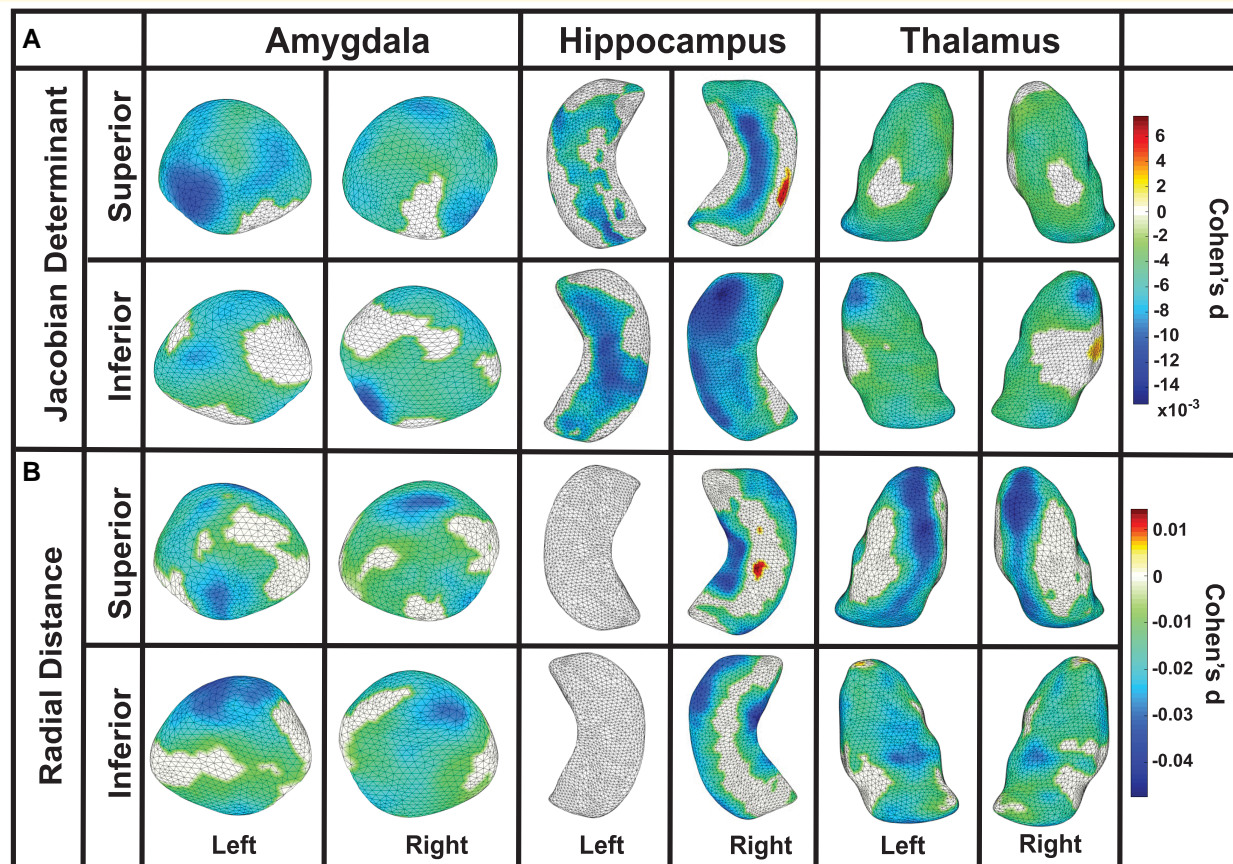 A
Amygdala
Hippocampus
Thalamus
Jacobian Determinant
Superior
Inferior
6
4
2
0
-2
-4
-6
-8
-10
-12
-14
x10-3
Cohen's d
B
Radial Distance
Superior
Inferior
0.01
0
-0.01
-0.02
-0.03
-0.04
Cohen's d
Left
Right
Left
Right
Left
Right